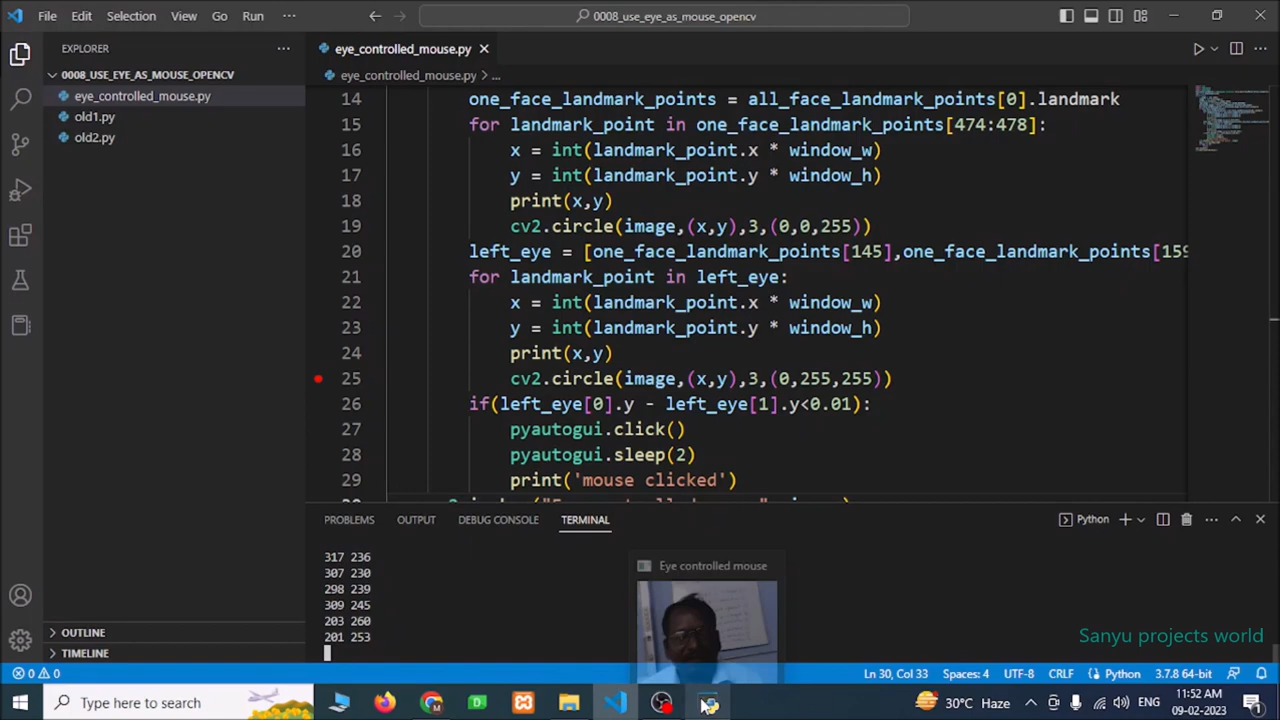 File Edit Selection View Go Run ··· 0008_use_eye_as_mouse_opencv
EXPLORER
0008_USE_EYE_AS_MOUSE_OPENCV
eye_controlled_mouse.py
old1.py
old2.py
OUTLINE
TIMELINE
eye_controlled_mouse.py
eye_controlled_mouse.py > ...
14 one_face_landmark_points = all_face_landmark_points[0].landmark
15 for landmark_point in one_face_landmark_points[474:478]:
16 x = int(landmark_point.x * window_w)
17 y = int(landmark_point.y * window_h)
18 print(x,y)
19 cv2.circle(image,(x,y),3,(0,0,255))
20 left_eye = [one_face_landmark_points[145],one_face_landmark_points[159
21 for landmark_point in left_eye:
22 x = int(landmark_point.x * window_w)
23 y = int(landmark_point.y * window_h)
24 print(x,y)
25 cv2.circle(image,(x,y),3,(0,255,255))
26 if(left_eye[0].y - left_eye[1].y<0.01):
27 pyautogui.click()
28 pyautogui.sleep(2)
29 print('mouse clicked')
PROBLEMS OUTPUT DEBUG CONSOLE TERMINAL Python
317 236
307 230
298 239
309 245
203 260
201 253
Eye controlled mouse
Sanyu projects world
0 0 Ln 30, Col 33 Spaces: 4 UTF-8 CRLF Python 3.7.8 64-bit
Type here to search 30°C Haze ENG 11:52 AM
09-02-2023